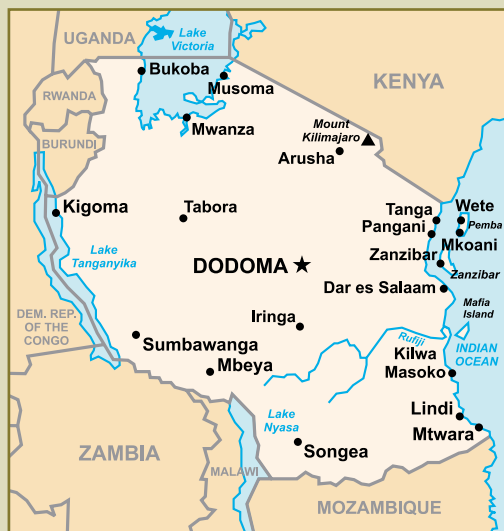 UGANDA
Lake
Victoria
KENYA
Bukoba
Musoma
RWANDA
Mwanza
Mount
Kilimajaro
Arusha
BURUNDI
Kigoma
Tabora
Tanga
Wete
Pemba
Pangani
Mkoani
Lake
Tanganyika
Zanzibar
DODOMA
Zanzibar
Dar es Salaam
Mafia
Island
DEM. REP.
OF THE
CONGO
Iringa
Rufiji
INDIAN
OCEAN
Sumbawanga
Kilwa
Masoko
Mbeya
Lake
Nyasa
Lindi
Mtwara
Songea
ZAMBIA
MALAWI
MOZAMBIQUE